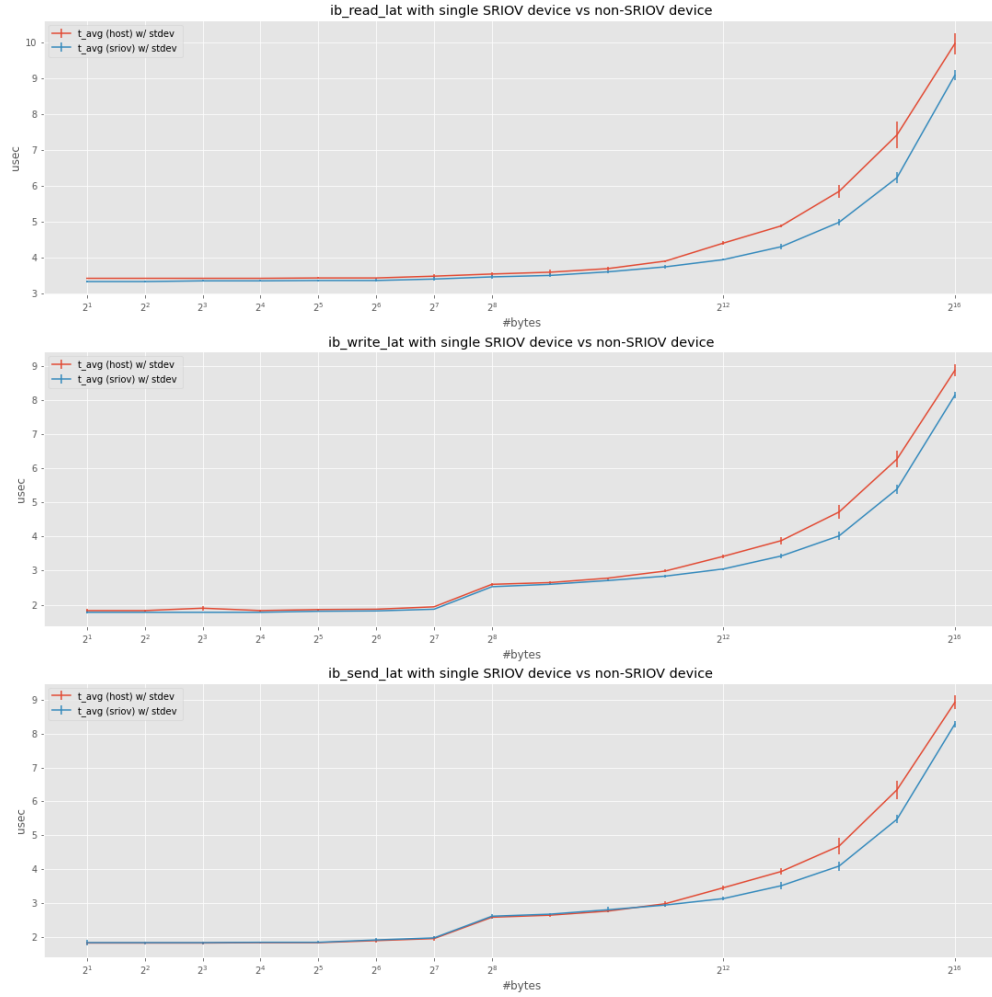 ib_read_lat with single SRIOV device vs non-SRIOV device
t_avg (host) w/ stdev
t_avg (sriov) w/ stdev
10
9
8
7
6
5
4
3
usec
2¹ 2² 2³ 2⁴ 2⁵ 2⁶ 2⁷ 2⁸ 2¹² 2¹⁶
#bytes
ib_write_lat with single SRIOV device vs non-SRIOV device
t_avg (host) w/ stdev
t_avg (sriov) w/ stdev
9
8
7
6
5
4
3
2
usec
2¹ 2² 2³ 2⁴ 2⁵ 2⁶ 2⁷ 2⁸ 2¹² 2¹⁶
#bytes
ib_send_lat with single SRIOV device vs non-SRIOV device
t_avg (host) w/ stdev
t_avg (sriov) w/ stdev
9
8
7
6
5
4
3
2
usec
2¹ 2² 2³ 2⁴ 2⁵ 2⁶ 2⁷ 2⁸ 2¹² 2¹⁶
#bytes